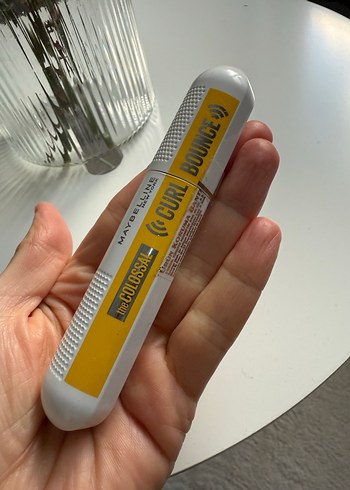 MAYBELLINE
NEW YORK
the COLOSSAL
CURL BOUNCE